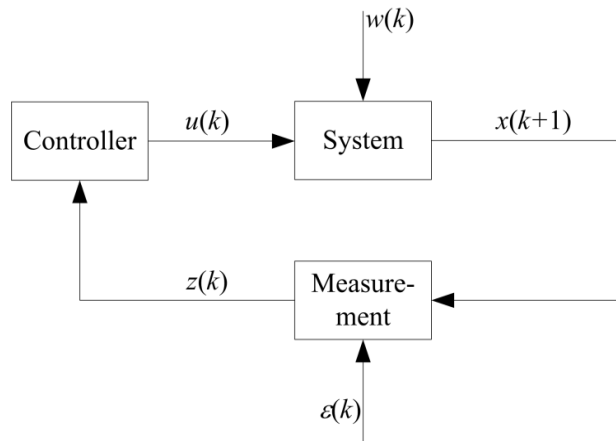 w(k)
Controller
u(k)
System
x(k+1)
z(k)
Measure-
ment
ε(k)